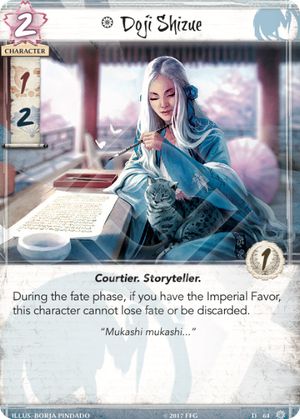 2
Doji Shizue
CHARACTER
1
2
1
Courtier. Storyteller.
During the fate phase, if you have the Imperial Favor,
this character cannot lose fate or be discarded.
“Mukashi mukashi...”
ILLUS: BORJA PINDADO
©2017 FFG
D 64